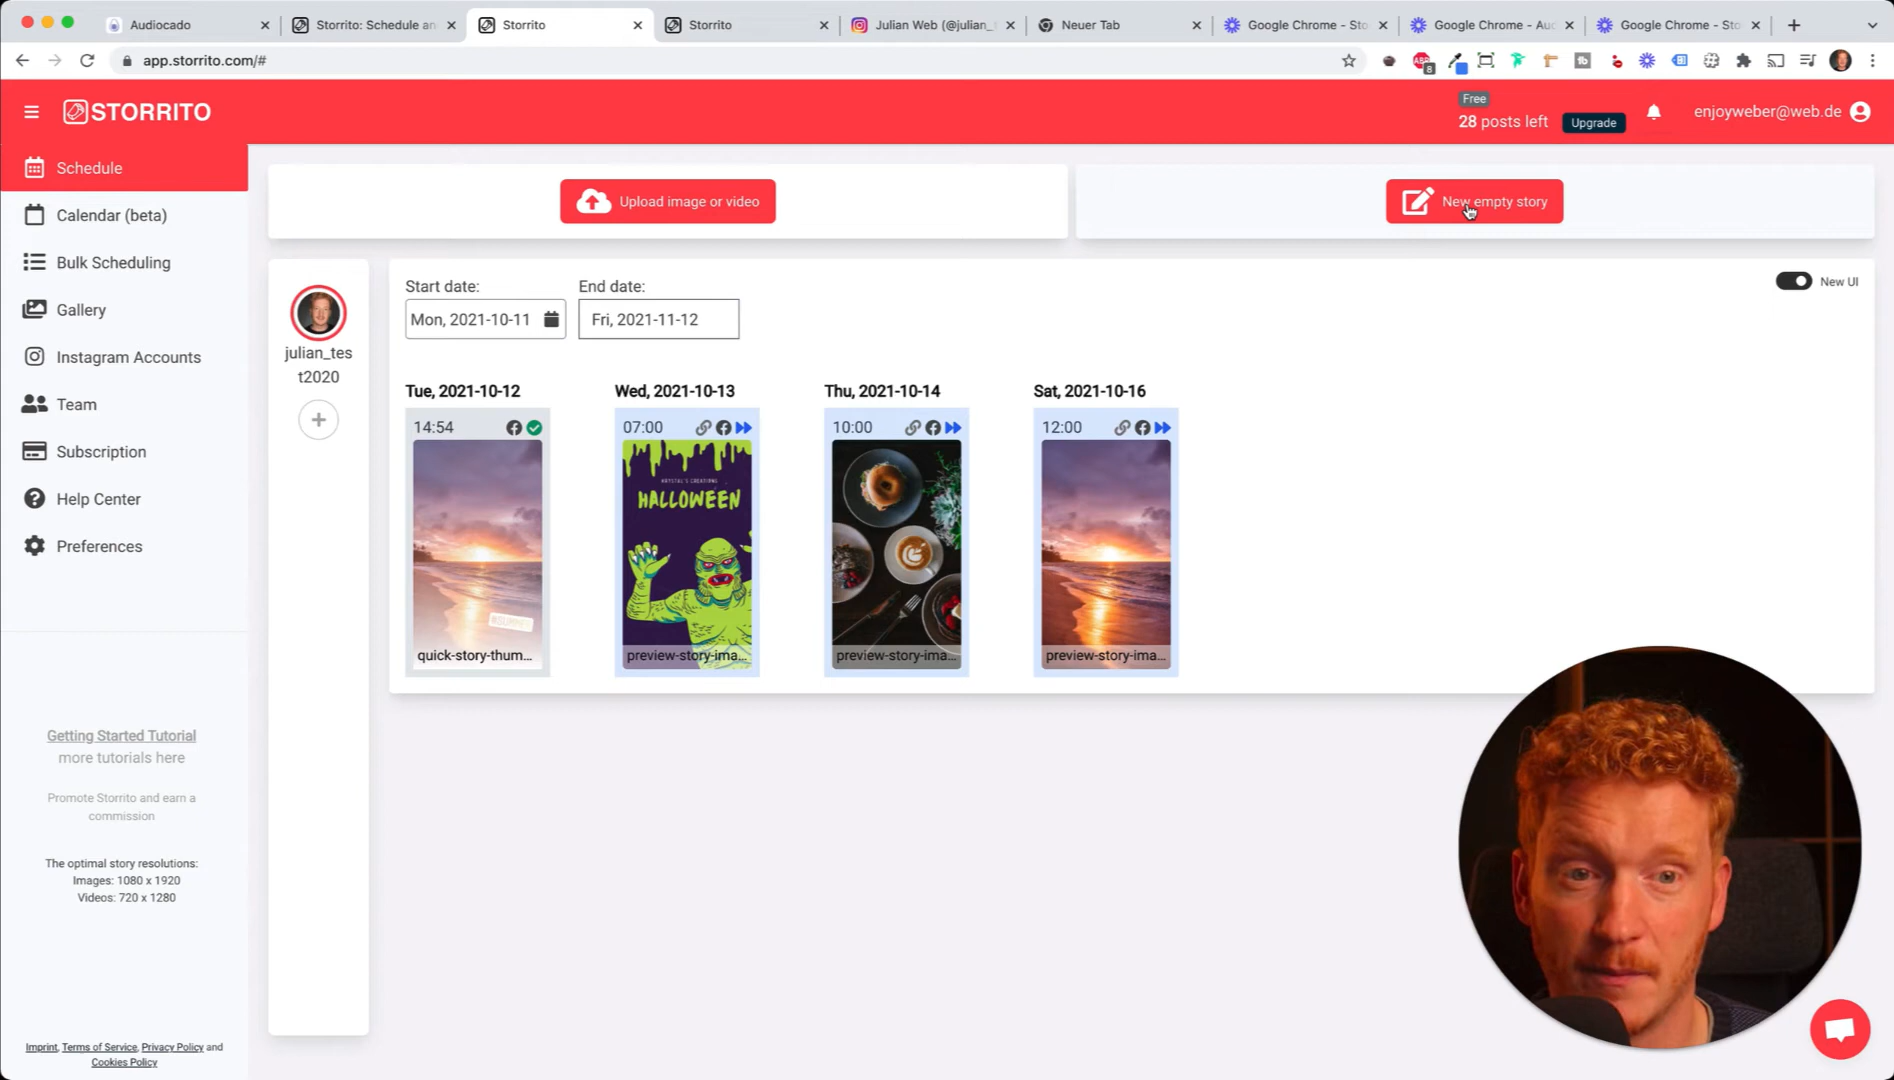 Audiocado
Storrito: Schedule an
Storrito
Storrito
Julian Web (@julian_
Neuer Tab
Google Chrome - Sto
Google Chrome - Aud
Google Chrome - Sto
app.storrito.com/#
8
STORRITO
Free
28 posts left
Upgrade
enjoyweber@web.de
Schedule
Calendar (beta)
Bulk Scheduling
Gallery
Instagram Accounts
Team
Subscription
Help Center
Preferences
Getting Started Tutorial
more tutorials here
Promote Storrito and earn a
commission
The optimal story resolutions:
Images: 1080 x 1920
Videos: 720 x 1280
Imprint, Terms of Service, Privacy Policy and
Cookies Policy
Upload image or video
New empty story
julian_tes
t2020
Start date:
End date:
Mon, 2021-10-11
Fri, 2021-11-12
New UI
Tue, 2021-10-12
Wed, 2021-10-13
Thu, 2021-10-14
Sat, 2021-10-16
14:54
07:00
10:00
12:00
KRYSTAL'S CREATIONS
HALLOWEEN
#SUMMER
quick-story-thum...
preview-story-ima...
preview-story-ima...
preview-story-ima...